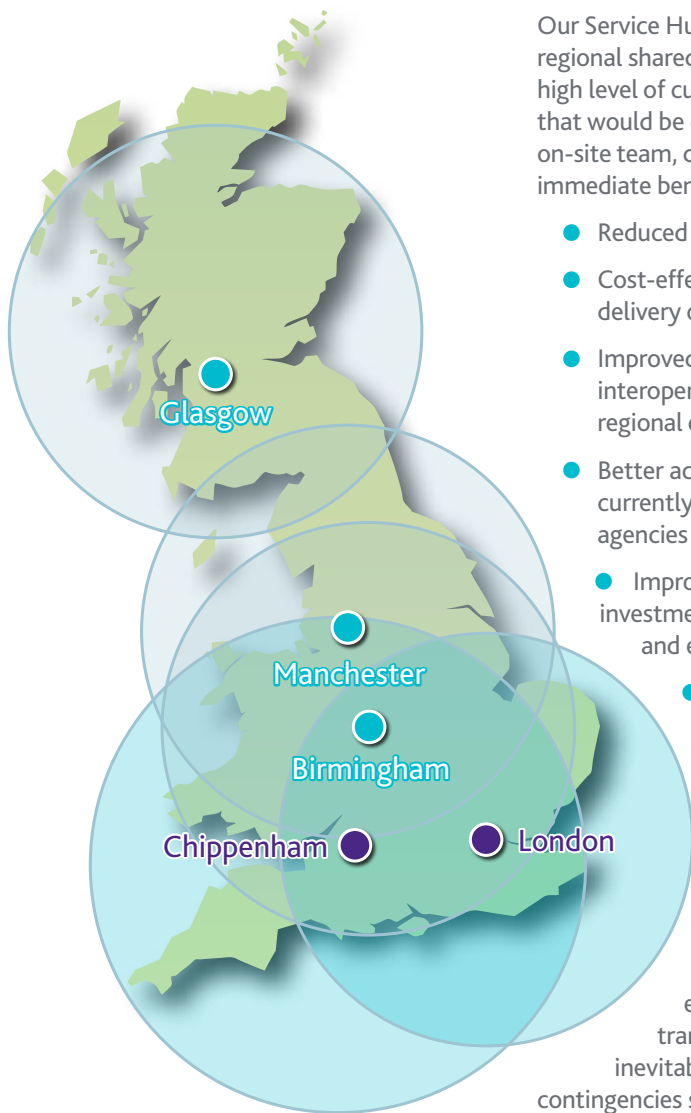 Our Service Hu
regional shared
high level of cu
that would be
on-site team, c
immediate ber
Reduced
Cost-effe
delivery c
Improved
interoper
regional c
Better ac
currently
agencies
Impro
investme
and e
Glasgow
Manchester
Birmingham
Chippenham
London
e
tran
inevitab
contingencies s